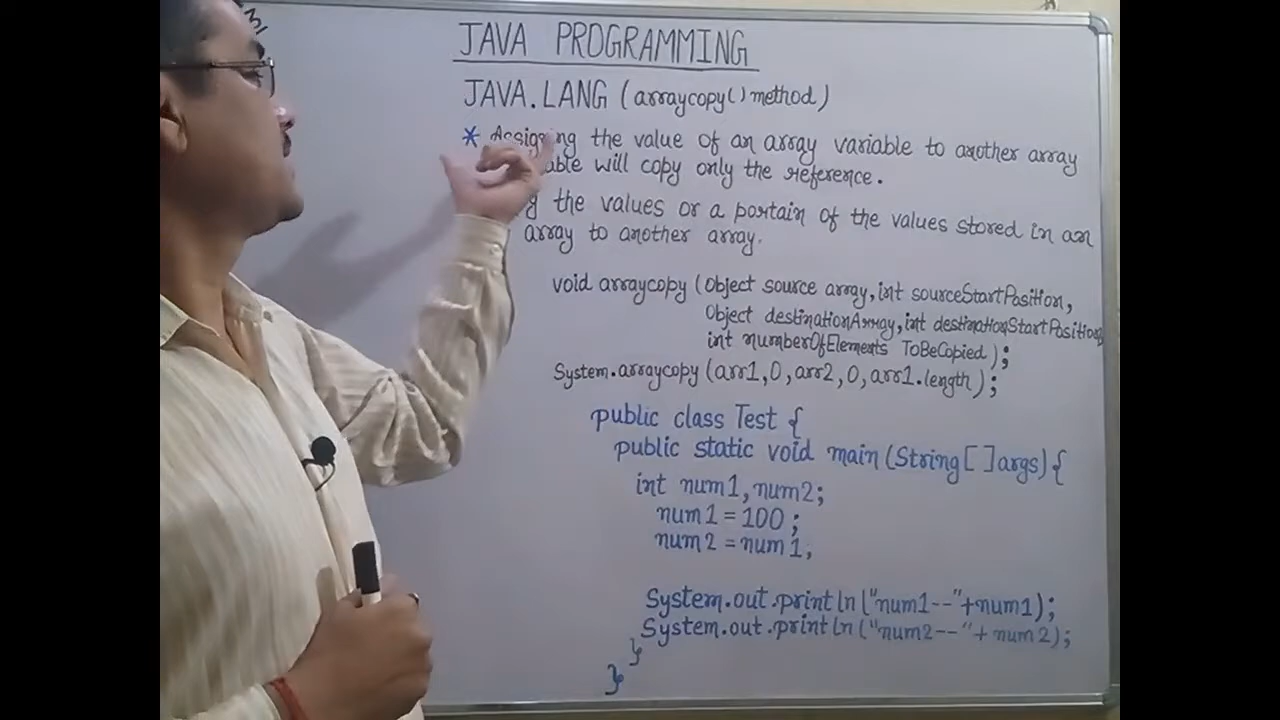 JAVA PROGRAMMING
JAVA.LANG (arraycopy() method)
* Assigning the value of an array variable to another array
will copy only the reference.
the values or a portain of the values stored in an
array to another array.
void arraycopy (Object source array, int sourceStartPosition,
Object destinationArray, int destinationStartPosition,
int numberOfElements ToBeCopied);
System.arraycopy (arr1, 0, arr2, 0, arr1.length);
public class Test {
public static void main (String[ ] args) {
int num1, num2;
num1 = 100;
num2 = num1;
System.out.println ("num1--"+num1);
System.out.println ("num2--"+ num2);
}
}